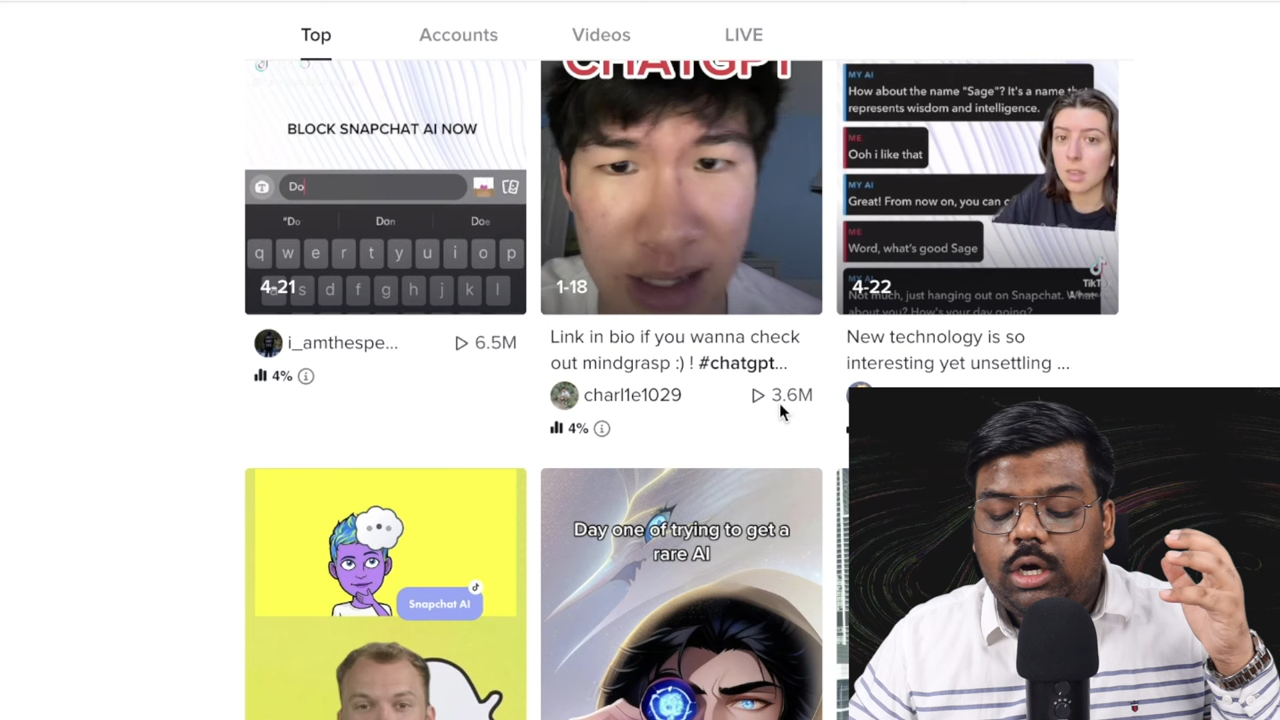 Top
Accounts
Videos
LIVE
BLOCK SNAPCHAT AI NOW
Do
"Do
Don
Doe
q w e r t y u i o p
a s d f g h j k l
4-21
i_amthespe...
6.5M
4%
CHATGPT
1-18
Link in bio if you wanna check
out mindgrasp :) ! #chatgpt...
charl1e1029
3.6M
4%
MY AI
How about the name "Sage"? It's a name
represents wisdom and intelligence.
ME
Ooh i like that
MY AI
Great! From now on, you can
ME
Word, what's good Sage
MY AI
Not much, just hanging out on Snapchat. What
about you? How's your day going?
4-22
New technology is so
interesting yet unsettling ...
Snapchat AI
Day one of trying to get a
rare AI